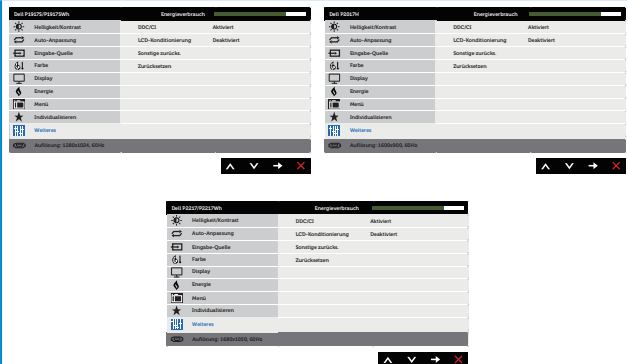 Dell P1917S/P1917SWh Energieverbrauch
Helligkeit/Kontrast DDC/CI Aktiviert
Auto-Anpassung LCD-Konditionierung Deaktiviert
Eingabe-Quelle Sonstige zurücks.
Farbe Zurücksetzen
Display
Energie
Menü
Individualisieren
Weiteres
Auflösung: 1280x1024, 60Hz
Dell P2017H Energieverbrauch
Helligkeit/Kontrast DDC/CI Aktiviert
Auto-Anpassung LCD-Konditionierung Deaktiviert
Eingabe-Quelle Sonstige zurücks.
Farbe Zurücksetzen
Display
Energie
Menü
Individualisieren
Weiteres
Auflösung: 1600x900, 60Hz
Dell P2217/P2217Wh Energieverbrauch
Helligkeit/Kontrast DDC/CI Aktiviert
Auto-Anpassung LCD-Konditionierung Deaktiviert
Eingabe-Quelle Sonstige zurücks.
Farbe Zurücksetzen
Display
Energie
Menü
Individualisieren
Weiteres
Auflösung: 1680x1050, 60Hz